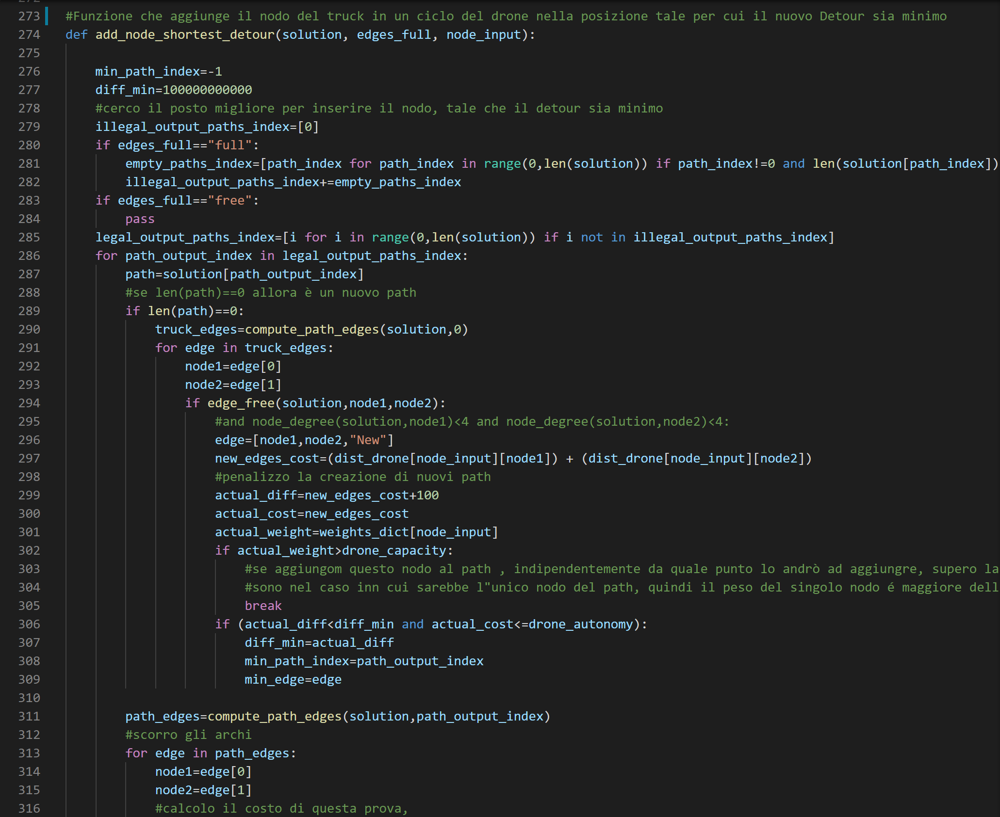 273 #Funzione che aggiunge il nodo del truck in un ciclo del drone nella posizione tale per cui il nuovo Detour sia minimo
274 def add_node_shortest_detour(solution, edges_full, node_input):
275
276 min_path_index=-1
277 diff_min=100000000000
278 #cerco il posto migliore per inserire il nodo, tale che il detour sia minimo
279 illegal_output_paths_index=[0]
280 if edges_full=="full":
281 empty_paths_index=[path_index for path_index in range(0,len(solution)) if path_index!=0 and len(solution[path_index])
282 illegal_output_paths_index+=empty_paths_index
283 if edges_full=="free":
284 pass
285 legal_output_paths_index=[i for i in range(0,len(solution)) if i not in illegal_output_paths_index]
286 for path_output_index in legal_output_paths_index:
287 path=solution[path_output_index]
288 #se len(path)==0 allora è un nuovo path
289 if len(path)==0:
290 truck_edges=compute_path_edges(solution,0)
291 for edge in truck_edges:
292 node1=edge[0]
293 node2=edge[1]
294 if edge_free(solution,node1,node2):
295 #and node_degree(solution,node1)<4 and node_degree(solution,node2)<4:
296 edge=[node1,node2,"New"]
297 new_edges_cost=(dist_drone[node_input][node1]) + (dist_drone[node_input][node2])
298 #penalizzo la creazione di nuovi path
299 actual_diff=new_edges_cost+100
300 actual_cost=new_edges_cost
301 actual_weight=weights_dict[node_input]
302 if actual_weight>drone_capacity:
303 #se aggiungom questo nodo al path , indipendentemente da quale punto lo andrò ad aggiungre, supero la
304 #sono nel caso inn cui sarebbe l"unico nodo del path, quindi il peso del singolo nodo é maggiore dell
305 break
306 if (actual_diff<diff_min and actual_cost<=drone_autonomy):
307 diff_min=actual_diff
308 min_path_index=path_output_index
309 min_edge=edge
310
311 path_edges=compute_path_edges(solution,path_output_index)
312 #scorro gli archi
313 for edge in path_edges:
314 node1=edge[0]
315 node2=edge[1]
316 #calcolo il costo di questa prova,